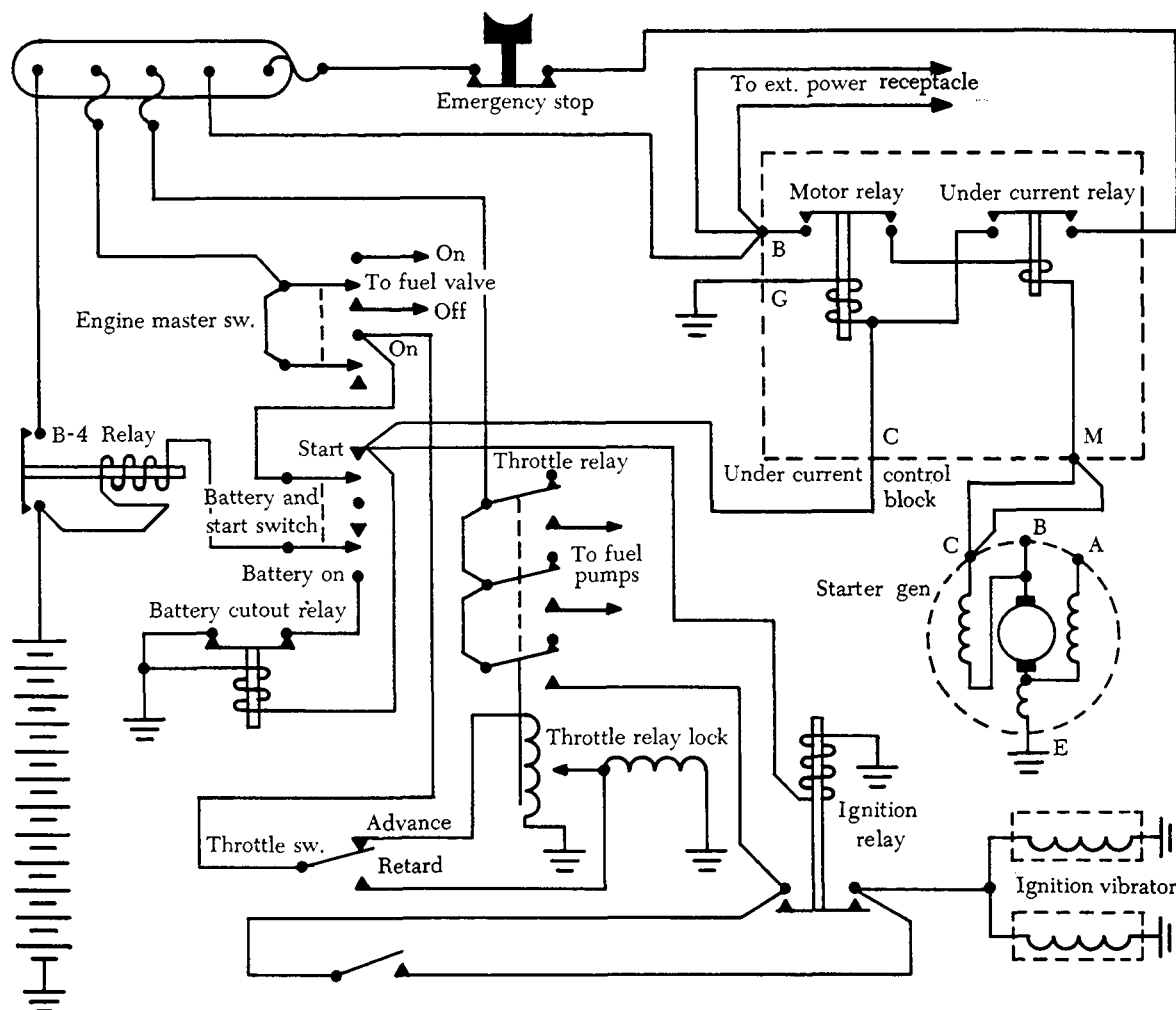 Emergency stop
To ext. power receptacle
Motor relay
Under current relay
B
G
On
To fuel valve
Off
Engine master sw.
On
B-4 Relay
Start
Throttle relay
C
M
Under current
control
block
Battery and
start switch
To fuel
pumps
Battery on
C
B
A
Starter gen
Battery cutout relay
E
Throttle relay lock
Advance
Ignition
relay
Throttle sw.
Retard
Ignition vibrator